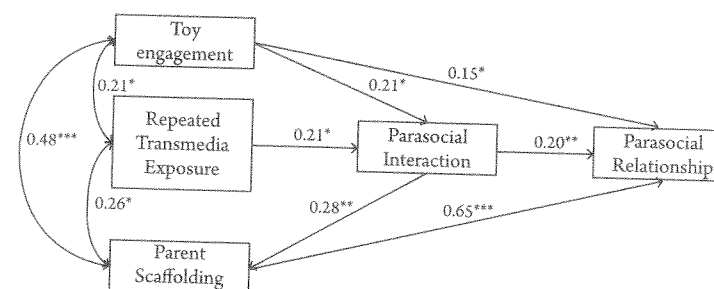 Toy
engagement
0.21*
0.48***
0.26*
Repeated
Transmedia
Exposure
Parent
Scaffolding
0.21*
0.15*
0.21*
0.28**
0.65***
Parasocial
Interaction
0.20**
Parasocial
Relationship